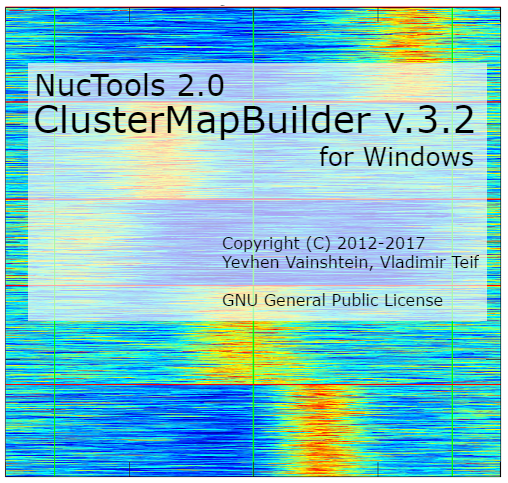 NucTools 2.0
ClusterMapBuilder v.3.2
for Windows
Copyright (C) 2012-2017
Yevhen Vainshtein, Vladimir Teif
GNU General Public License